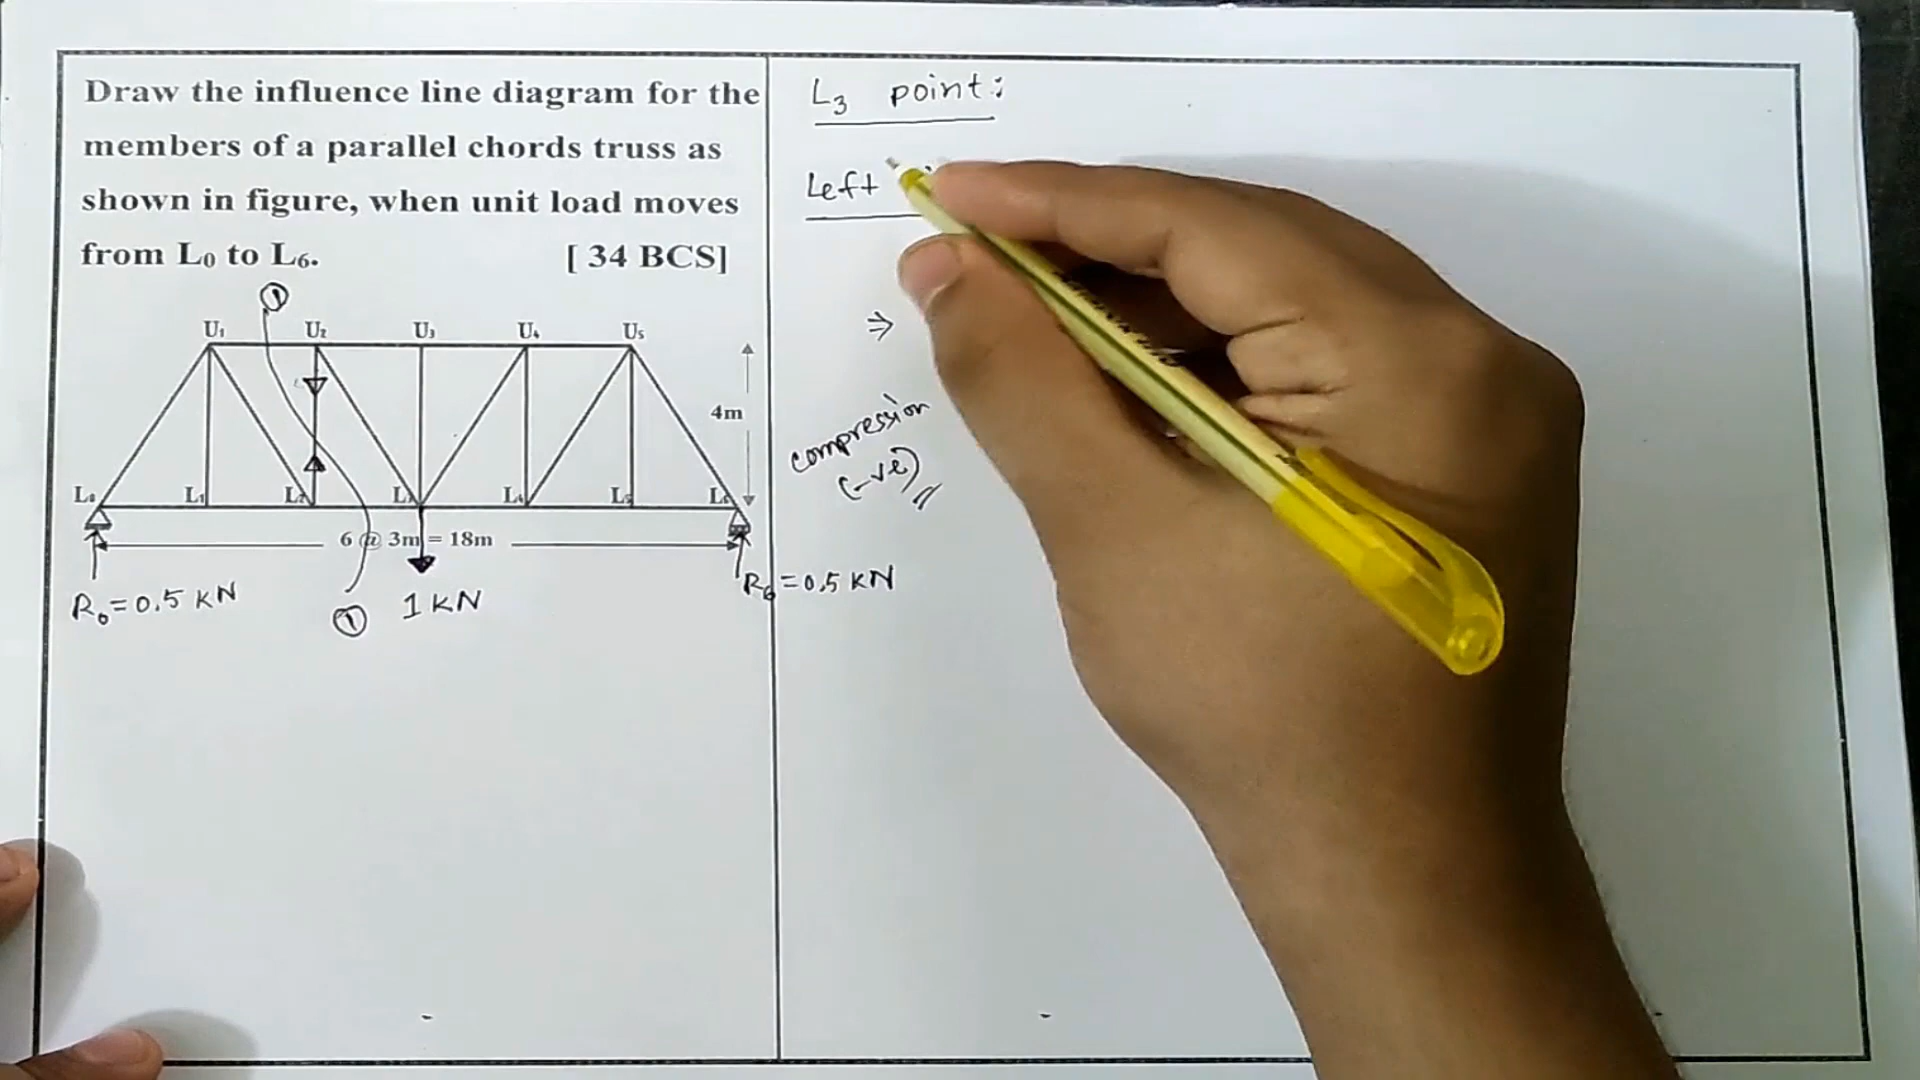 Draw the influence line diagram for the
members of a parallel chords truss as
shown in figure, when unit load moves
from L0 to L6. [ 34 BCS]
1
U1 U2 U3 U4 U5
4m
L0 L1 L2 L3 L4 L5 L6
6 @ 3m = 18m
R0 = 0.5 KN
1
1 KN
R6 = 0.5 KN
L3 point:
Left
⇒
compression
(-ve)